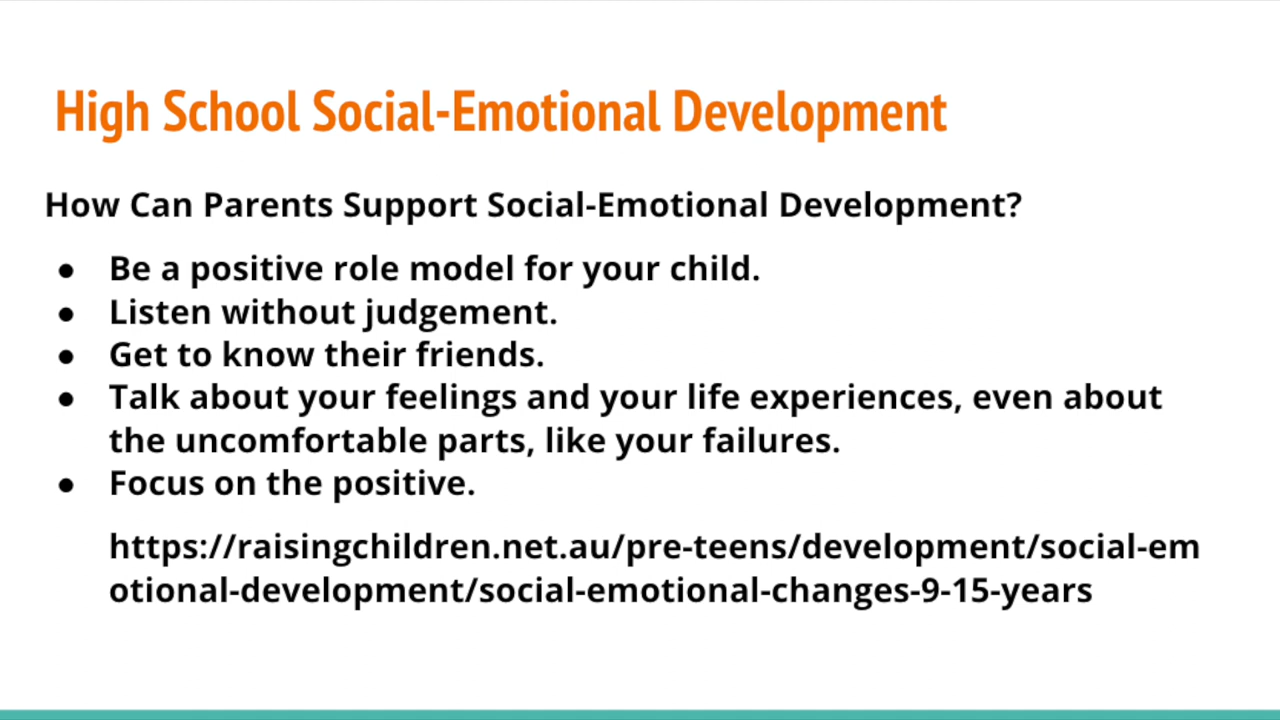 High School Social-Emotional Development
How Can Parents Support Social-Emotional Development?
● Be a positive role model for your child.
● Listen without judgement.
● Get to know their friends.
● Talk about your feelings and your life experiences, even about
the uncomfortable parts, like your failures.
● Focus on the positive.
https://raisingchildren.net.au/pre-teens/development/social-em
otional-development/social-emotional-changes-9-15-years